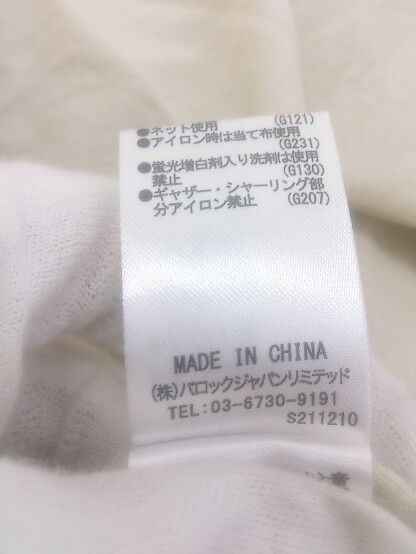 ●ネット使用 (G121)
●アイロン時は当て布使用
(G231)
●蛍光増白剤入り洗剤は使用
禁止 (G130)
●ギャザー・シャーリング部
分アイロン禁止 (G207)
MADE IN CHINA
(株)バロックジャパンリミテッド
TEL:03-6730-9191
S211210